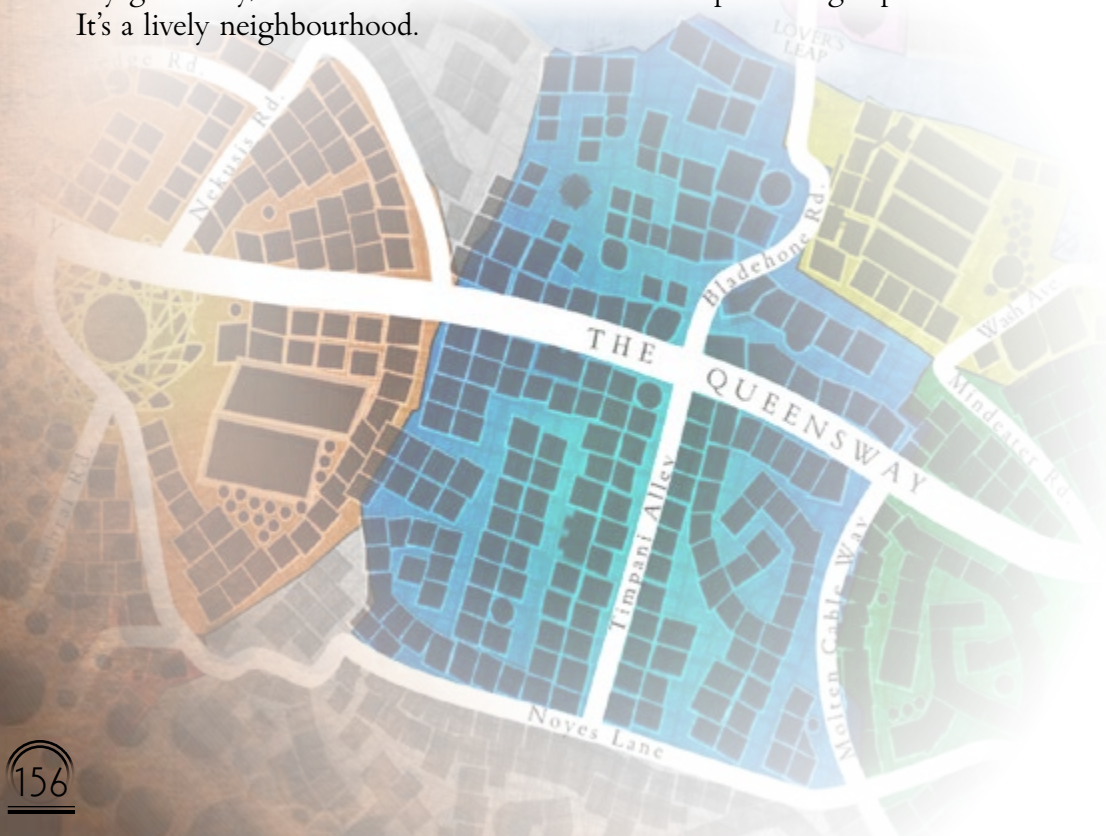 It's a lively neighbourhood.
LOVER'S
LEAP
Nekusis Rd.
Bladehone Rd.
THE QUEENSWAY
Wash Ave
Mindeater Rd.
Timpani Alley
Molten Cable Way
Noyes Lane
156